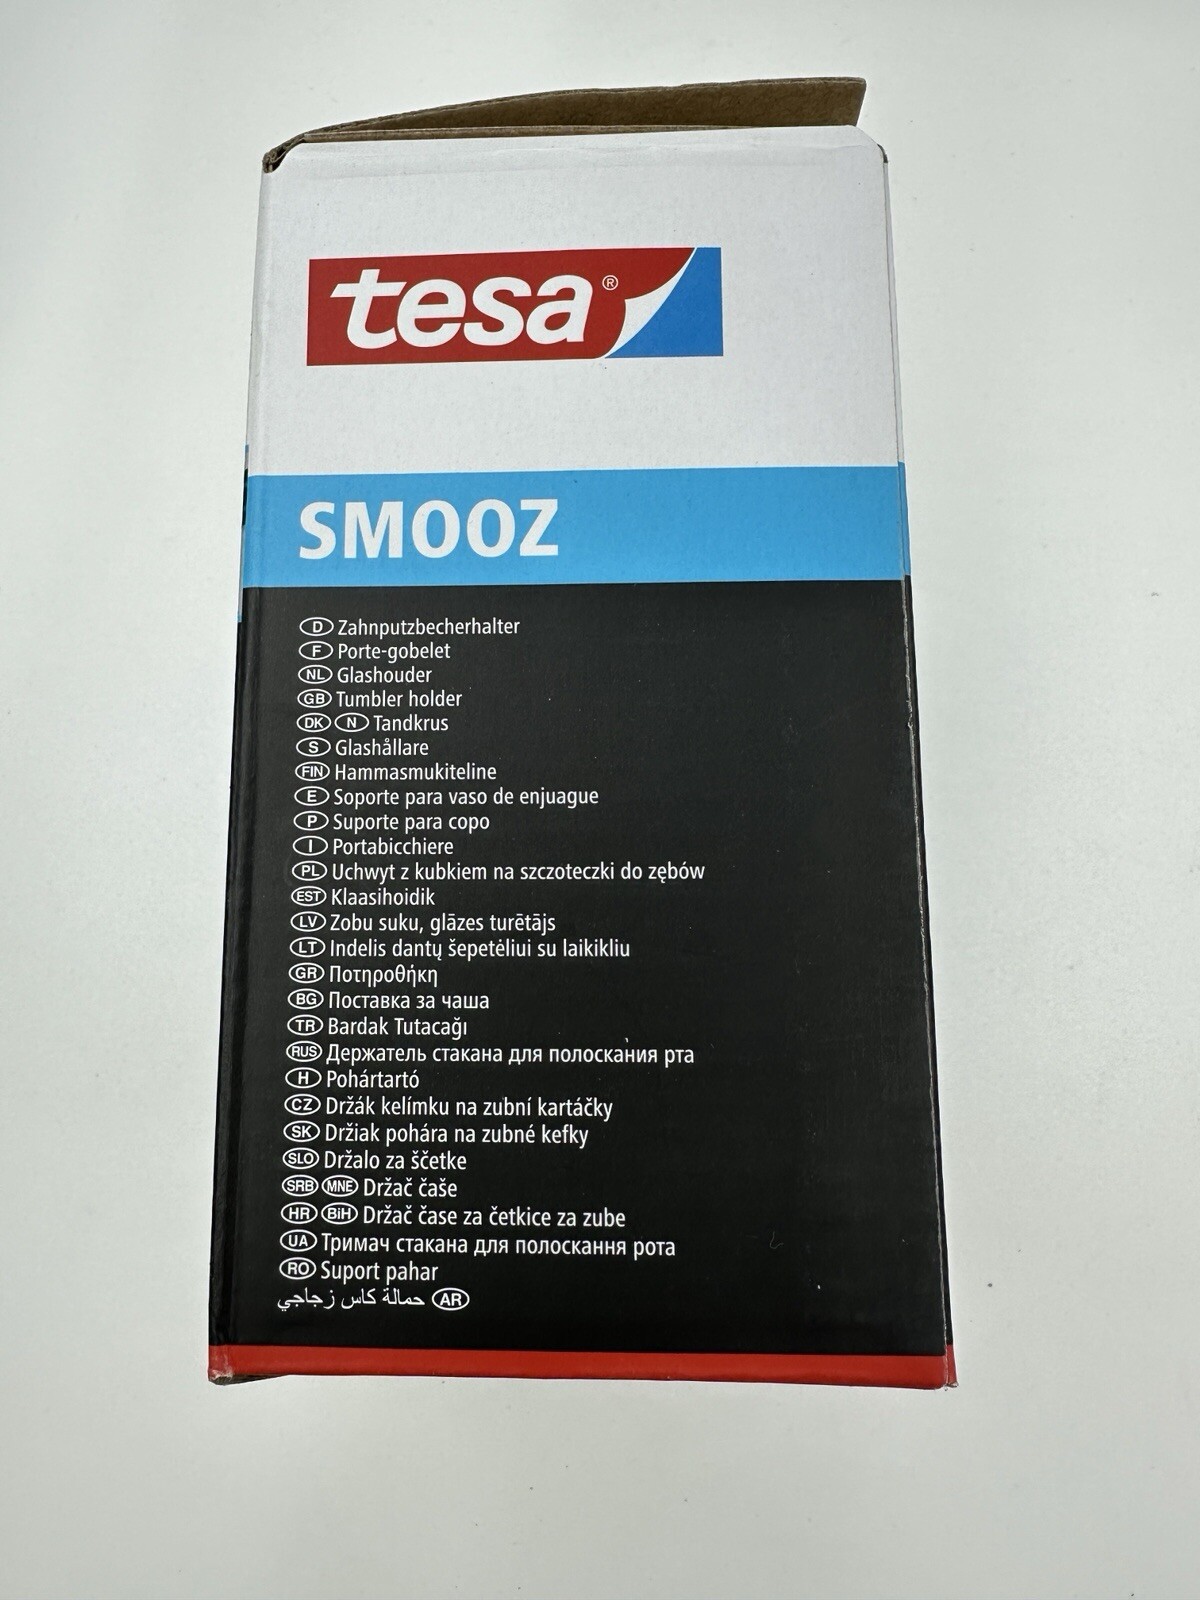 tesa®
SMOOZ
D Zahnputzbecherhalter
F Porte-gobelet
NL Glashouder
GB Tumbler holder
DK N Tandkrus
S Glashållare
FIN Hammasmukiteline
E Soporte para vaso de enjuague
P Suporte para copo
I Portabicchiere
PL Uchwyt z kubkiem na szczoteczki do zębów
EST Klaasihoidik
LV Zobu suku, glāzes turētājs
LT Indelis dantų šepetėliui su laikikliu
GR Ποτηροθήκη
BG Поставка за чаша
TR Bardak Tutacağı
RUS Держатель стакана для полоскания рта
H Pohártartó
CZ Držák kelímku na zubní kartáčky
SK Držiak pohára na zubné kefky
SLO Držalo za ščetke
SRB MNE Držač čaše
HR BiH Držač čase za četkice za zube
UA Тримач стакана для полоскання рота
RO Suport pahar
AR حمالة كاس زجاجي